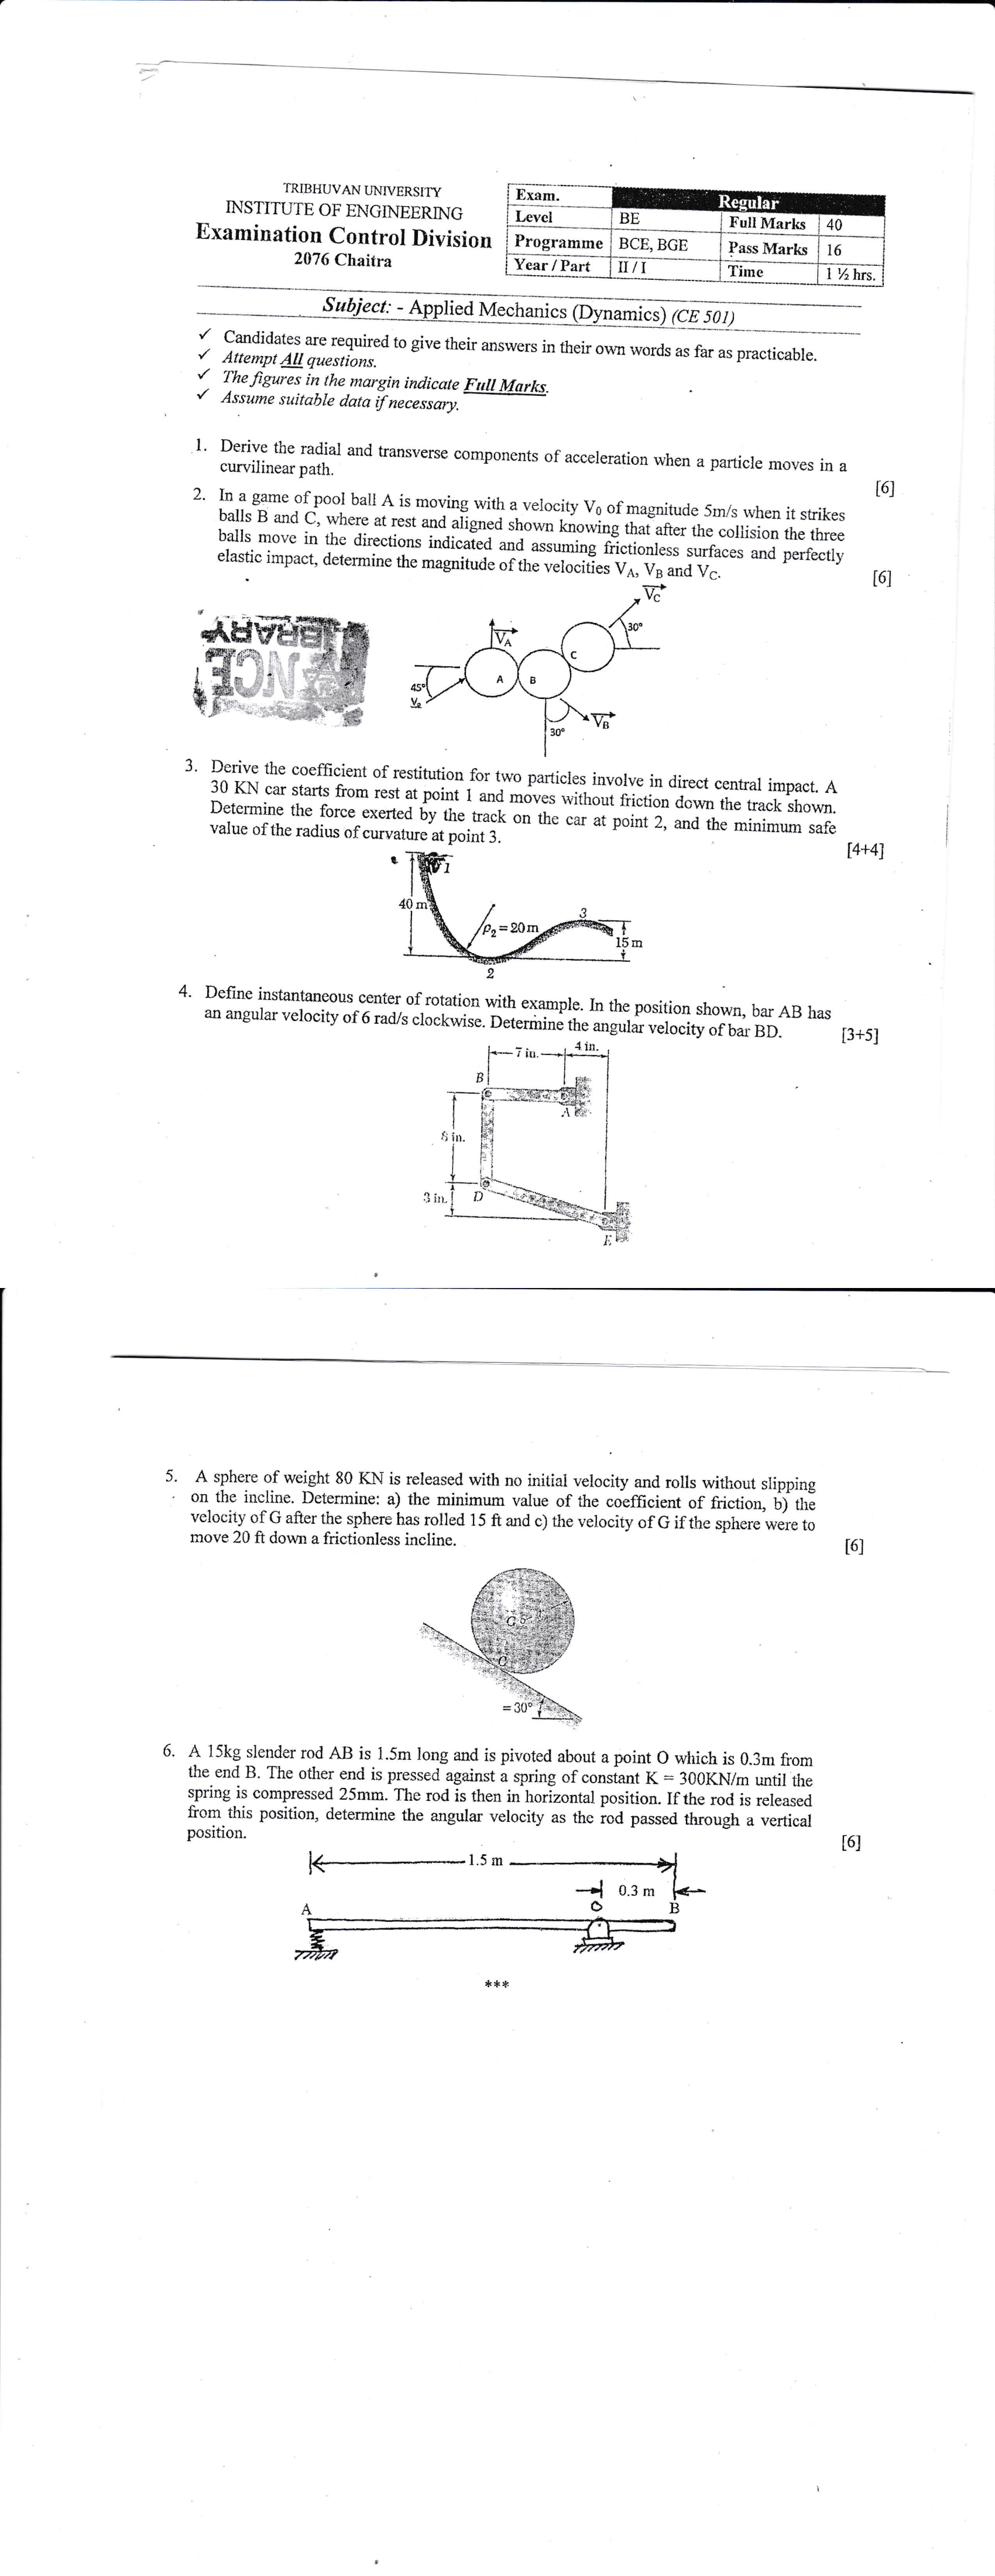 TRIBHUVAN UNIVERSITY
INSTITUTE OF ENGINEERING
Examination Control Division
2076 Chaitra
Exam. Regular
Level BE Full Marks 40
Programme BCE, BGE Pass Marks 16
Year / Part II / I Time 1 ½ hrs.
Subject: - Applied Mechanics (Dynamics) (CE 501)
✓ Candidates are required to give their answers in their own words as far as practicable.
✓ Attempt All questions.
✓ The figures in the margin indicate Full Marks.
✓ Assume suitable data if necessary.
1. Derive the radial and transverse components of acceleration when a particle moves in a
curvilinear path. [6]
2. In a game of pool ball A is moving with a velocity V0 of magnitude 5m/s when it strikes
balls B and C, where at rest and aligned shown knowing that after the collision the three
balls move in the directions indicated and assuming frictionless surfaces and perfectly
elastic impact, determine the magnitude of the velocities VA, VB and VC. [6]
VC
30°
VA
C
A
B
45°
VB
30°
LIBRARY
NCE
3. Derive the coefficient of restitution for two particles involve in direct central impact. A
30 KN car starts from rest at point 1 and moves without friction down the track shown.
Determine the force exerted by the track on the car at point 2, and the minimum safe
value of the radius of curvature at point 3. [4+4]
1
40 m
ρ2 = 20 m
3
15 m
2
4. Define instantaneous center of rotation with example. In the position shown, bar AB has
an angular velocity of 6 rad/s clockwise. Determine the angular velocity of bar BD. [3+5]
7 in.
4 in.
B
A
in.
3 in.
D
E
5. A sphere of weight 80 KN is released with no initial velocity and rolls without slipping
on the incline. Determine: a) the minimum value of the coefficient of friction, b) the
velocity of G after the sphere has rolled 15 ft and c) the velocity of G if the sphere were to
move 20 ft down a frictionless incline. [6]
G
C
= 30°
6. A 15kg slender rod AB is 1.5m long and is pivoted about a point O which is 0.3m from
the end B. The other end is pressed against a spring of constant K = 300KN/m until the
spring is compressed 25mm. The rod is then in horizontal position. If the rod is released
from this position, determine the angular velocity as the rod passed through a vertical
position. [6]
1.5 m
0.3 m
A
O
B
***